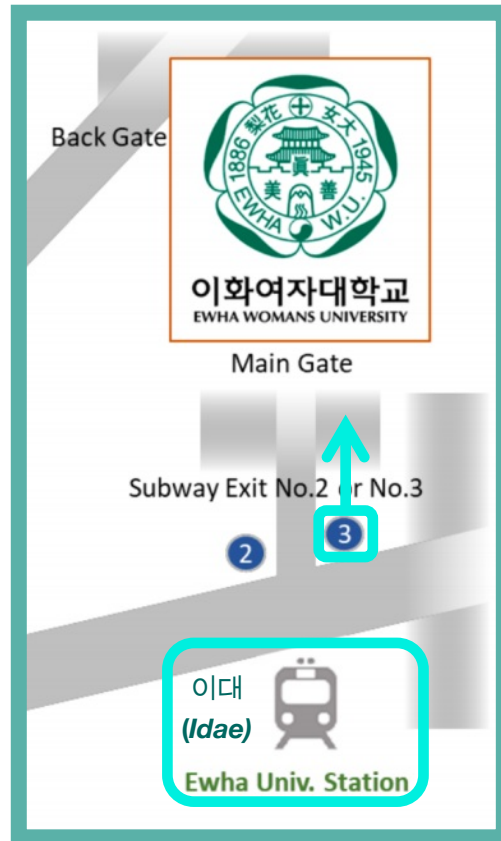 Back Gate
梨花 女大
1886 EWHA W.U. 1945
眞
美 善
이화여자대학교
EWHA WOMANS UNIVERSITY
Main Gate
Subway Exit No.2 or No.3
2
3
이대
(Idae)
Ewha Univ. Station